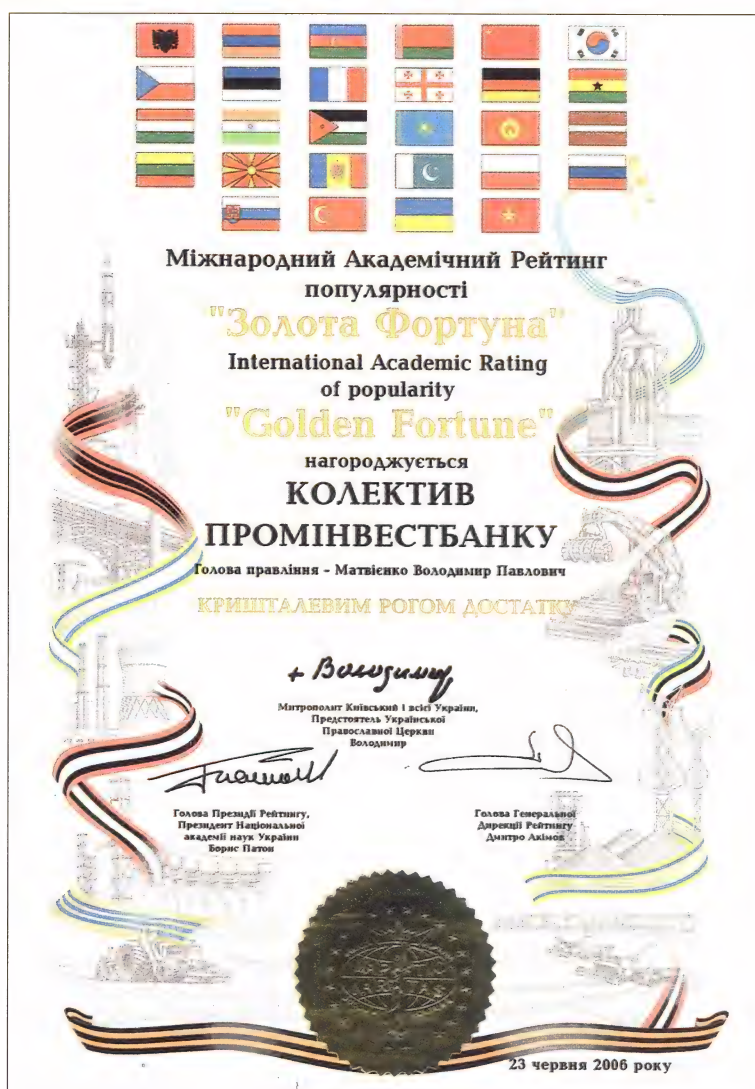 Міжнародний Академічний Рейтинг
популярності
"Золота Фортуна"
International Academic Rating
of popularity
"Golden Fortune"
нагороджується
КОЛЕКТИВ
ПРОМІНВЕСТБАНКУ
Голова правління - Матвієнко Володимир Павлович
КРИШТАЛЕВИМ РОГОМ ДОСТАТКУ
+ Володимир
Митрополит Київський і всієї України,
Предстоятель Української
Православної Церкви
Володимир
Голова Президії Рейтингу,
Президент Національної
академії наук України
Борис Патон
Голова Генеральної
Дирекції Рейтингу
Дмитро Акімов
23 червня 2006 року